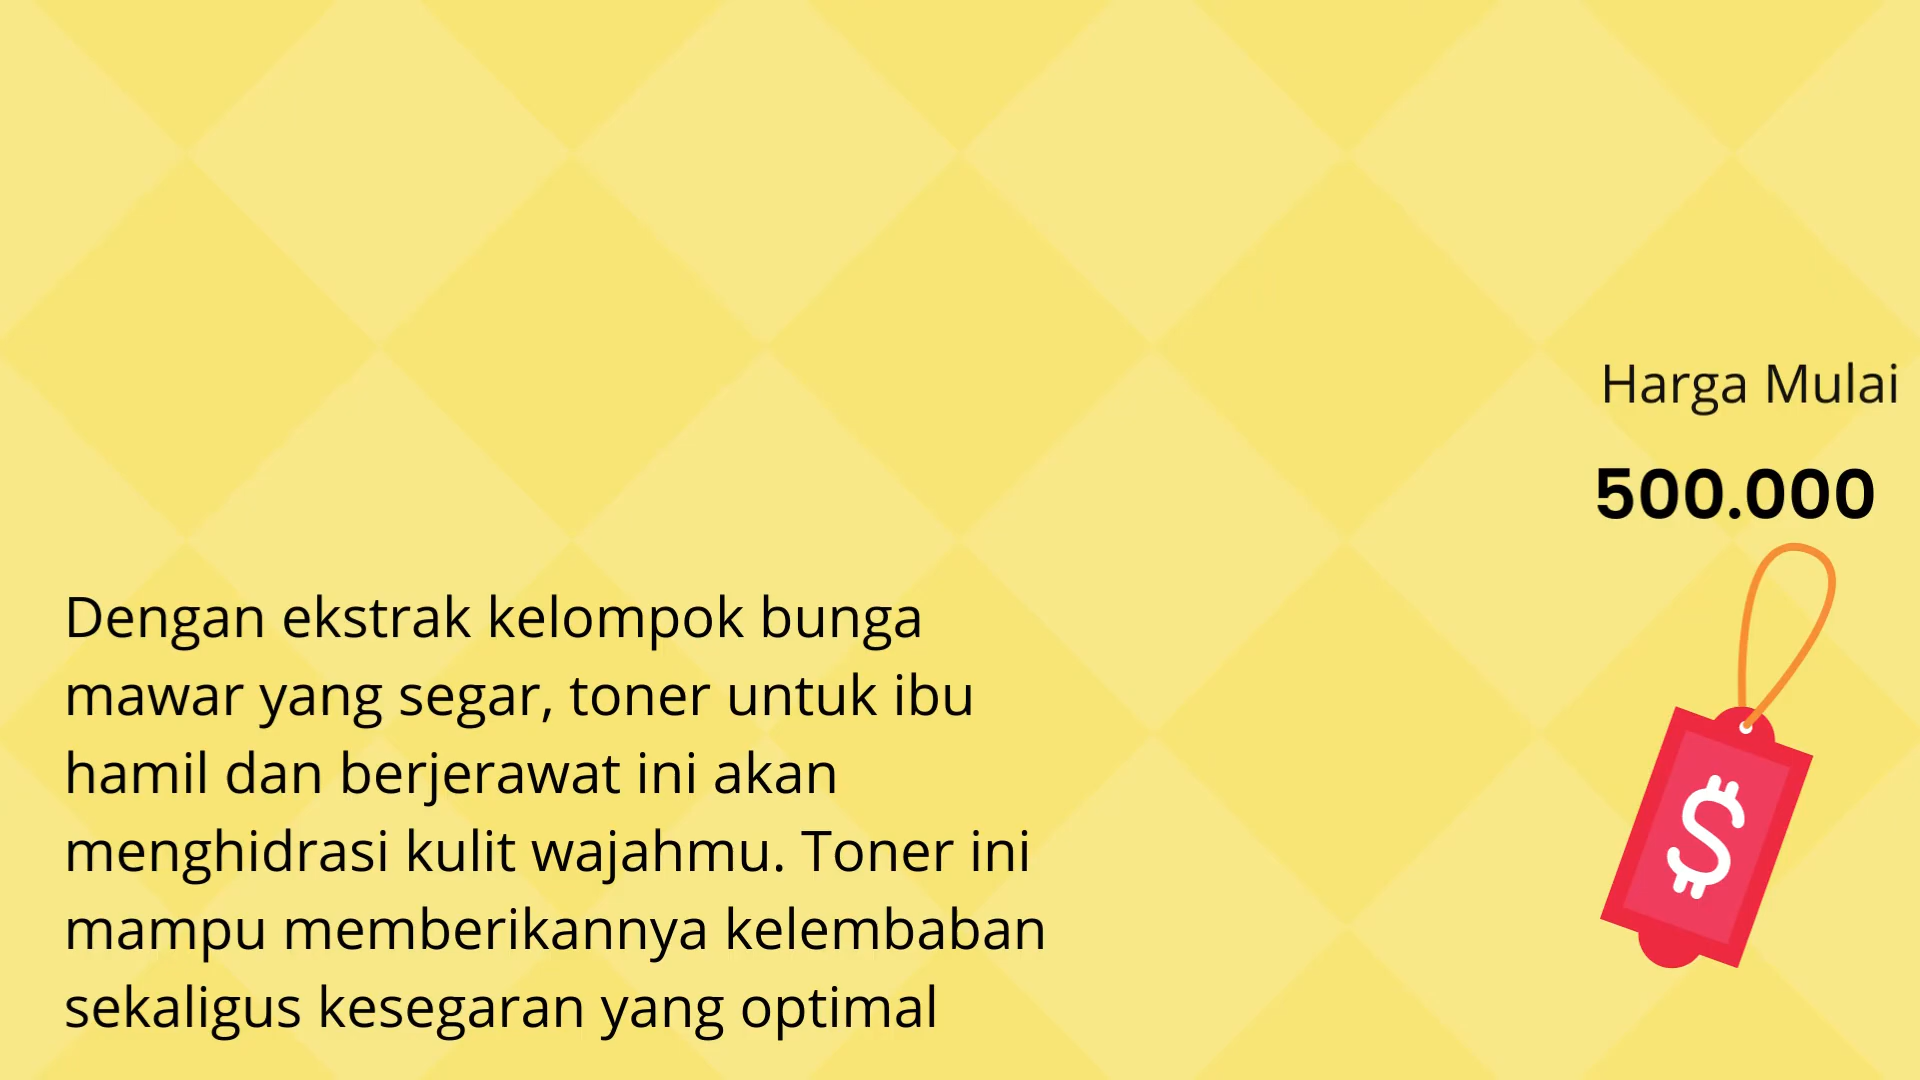 Harga Mulai
500.000
Dengan ekstrak kelompok bunga
mawar yang segar, toner untuk ibu
hamil dan berjerawat ini akan
menghidrasi kulit wajahmu. Toner ini
mampu memberikannya kelembaban
sekaligus kesegaran yang optimal
$